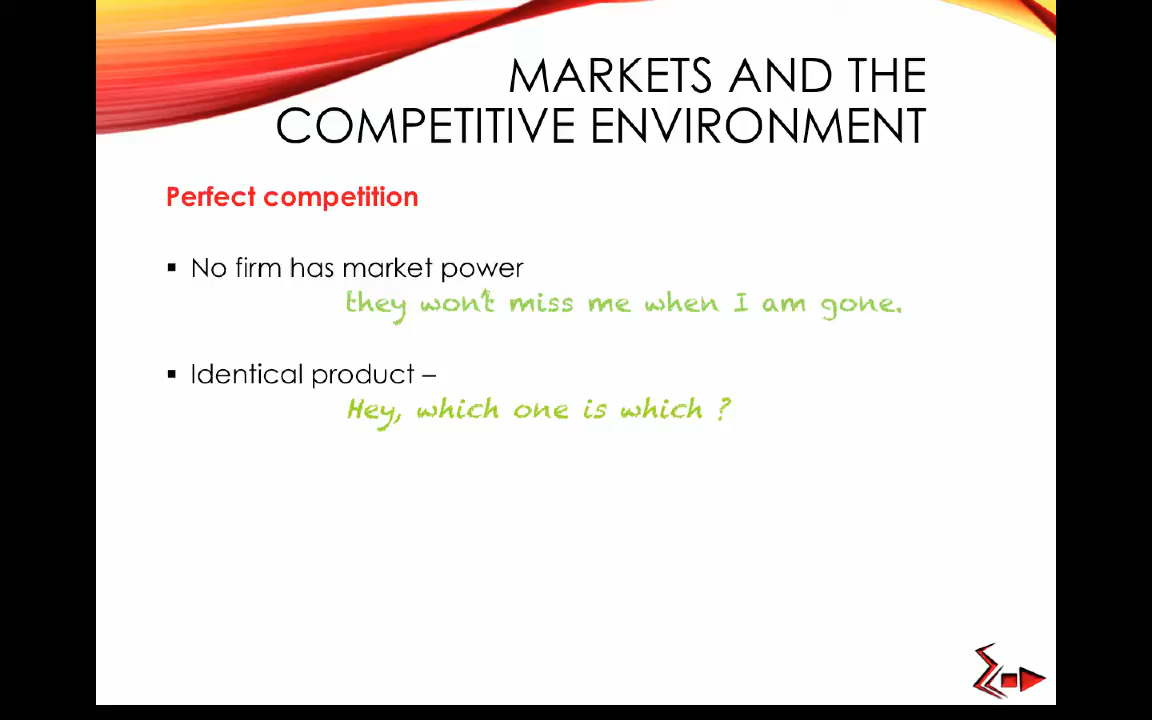 MARKETS AND THE
COMPETITIVE ENVIRONMENT
Perfect competition
▪ No firm has market power
they won't miss me when I am gone.
▪ Identical product –
Hey, which one is which ?